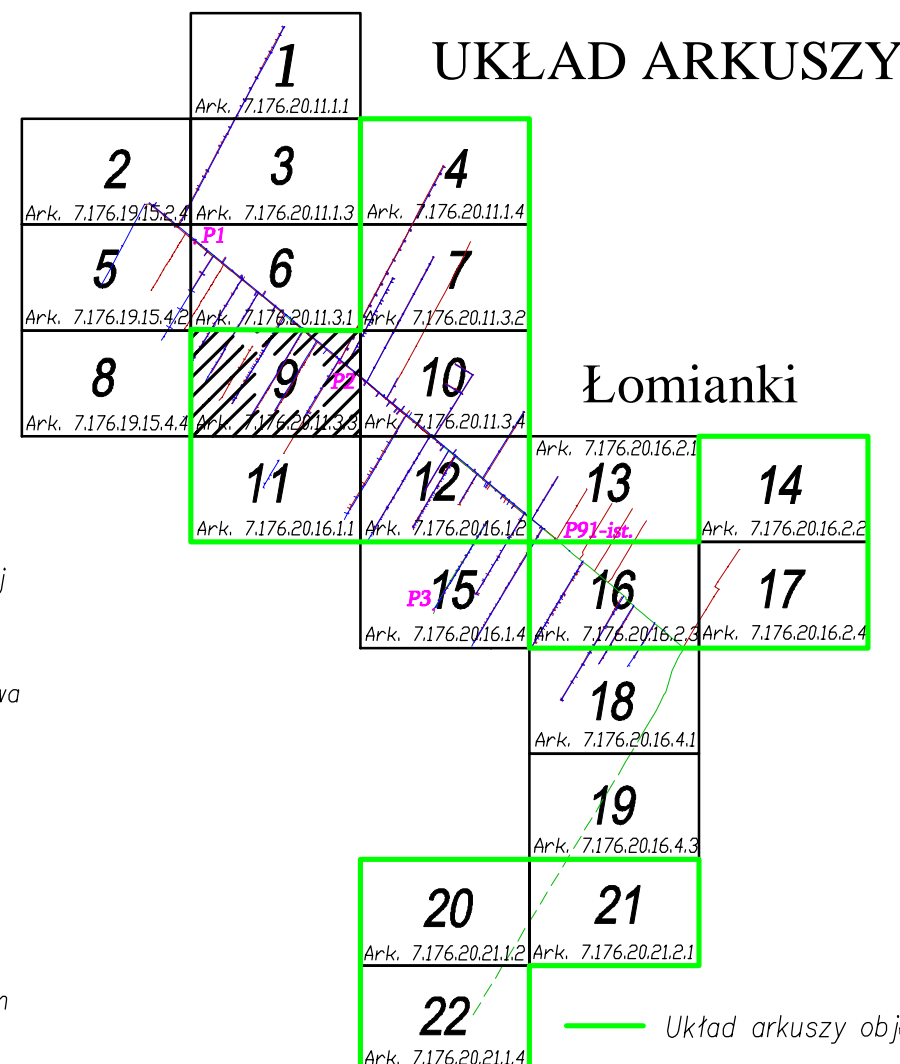 UKŁAD ARKUSZY
1
Ark. 7.176.20.11.1.1
2
Ark. 7.176.19.15.2.4
3
Ark. 7.176.20.11.1.3
4
Ark. 7.176.20.11.1.4
P1
5
Ark. 7.176.19.15.4.2
6
Ark. 7.176.20.11.3.1
7
Ark. 7.176.20.11.3.2
8
Ark. 7.176.19.15.4.4
9
P2
Ark. 7.176.20.11.3.3
10
Ark. 7.176.20.11.3.4
Łomianki
11
Ark. 7.176.20.16.1.1
12
Ark. 7.176.20.16.1.2
Ark. 7.176.20.16.2.1
13
P91-ist.
14
Ark. 7.176.20.16.2.2
j
15
P3
Ark. 7.176.20.16.1.4
16
Ark. 7.176.20.16.2.3
17
Ark. 7.176.20.16.2.4
wa
18
Ark. 7.176.20.16.4.1
19
Ark. 7.176.20.16.4.3
20
Ark. 7.176.20.21.1.2
21
Ark. 7.176.20.21.2.1
22
Ark. 7.176.20.21.1.4
Układ arkuszy obj